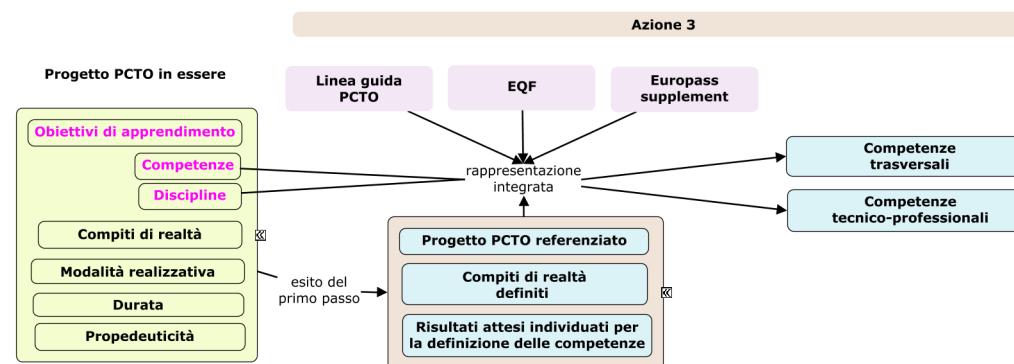 Azione 3
Progetto PCTO in essere
Linea guida
PCTO
EQF
Europass
supplement
Obiettivi di apprendimento
Competenze
Discipline
Compiti di realtà
Modalità realizzativa
Durata
Propedeuticità
esito del
primo passo
rappresentazione
integrata
Progetto PCTO referenziato
Compiti di realtà
definiti
Risultati attesi individuati per
la definizione delle competenze
Competenze
trasversali
Competenze
tecnico-professionali